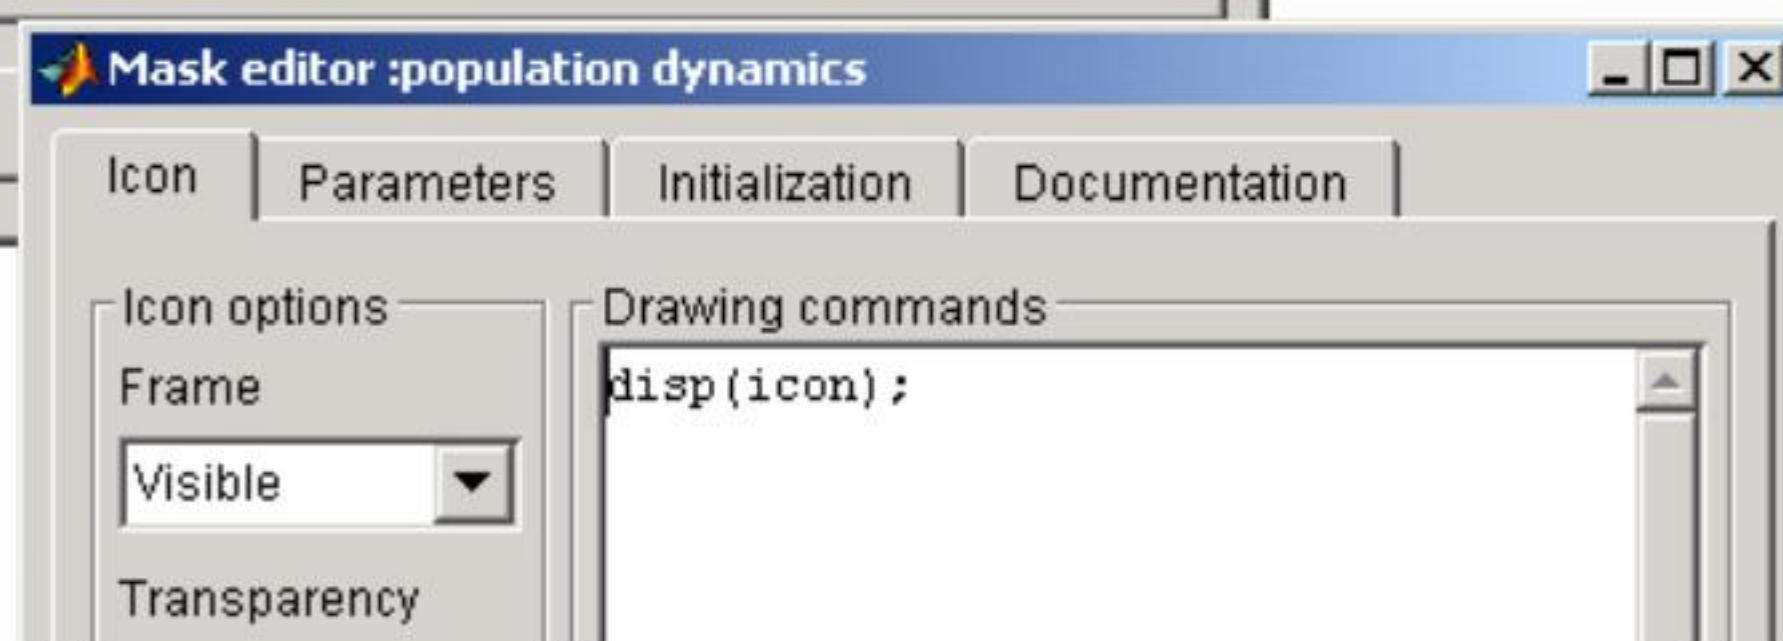 Mask editor :population dynamics
Icon
Parameters
Initialization
Documentation
Icon options
Drawing commands
Frame
disp(icon);
Visible
Transparency